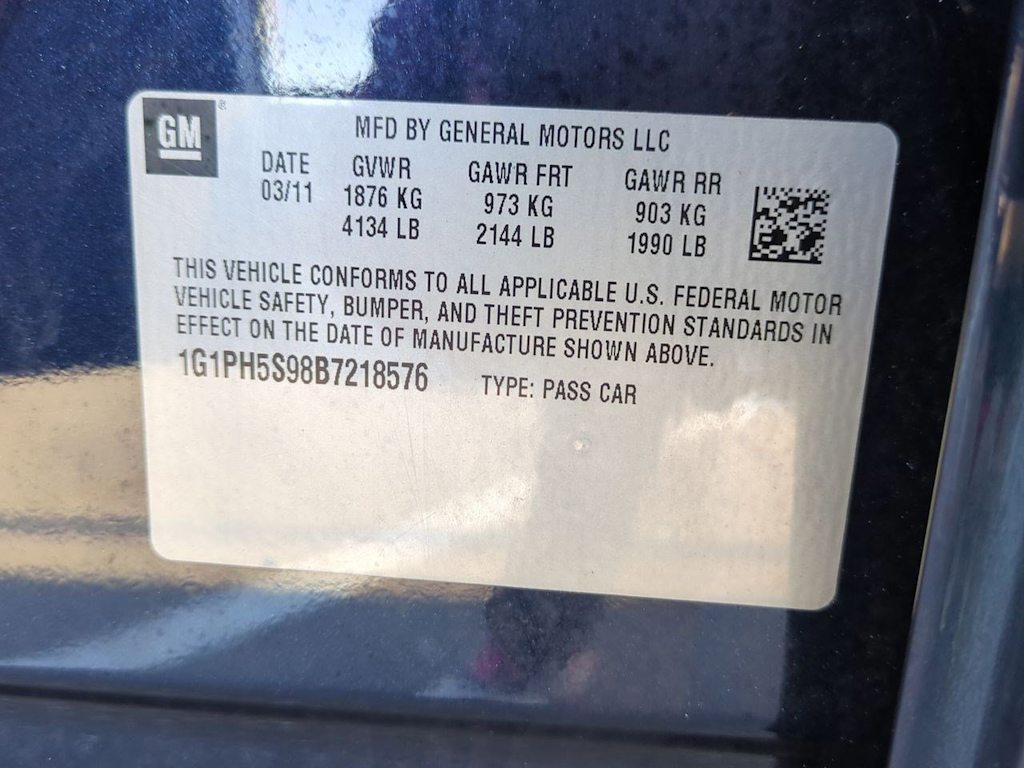 GM ®
MFD BY GENERAL MOTORS LLC
DATE GVWR GAWR FRT GAWR RR
03/11 1876 KG 973 KG 903 KG
4134 LB 2144 LB 1990 LB
THIS VEHICLE CONFORMS TO ALL APPLICABLE U.S. FEDERAL MOTOR
VEHICLE SAFETY, BUMPER, AND THEFT PREVENTION STANDARDS IN
EFFECT ON THE DATE OF MANUFACTURE SHOWN ABOVE.
1G1PH5S98B7218576 TYPE: PASS CAR